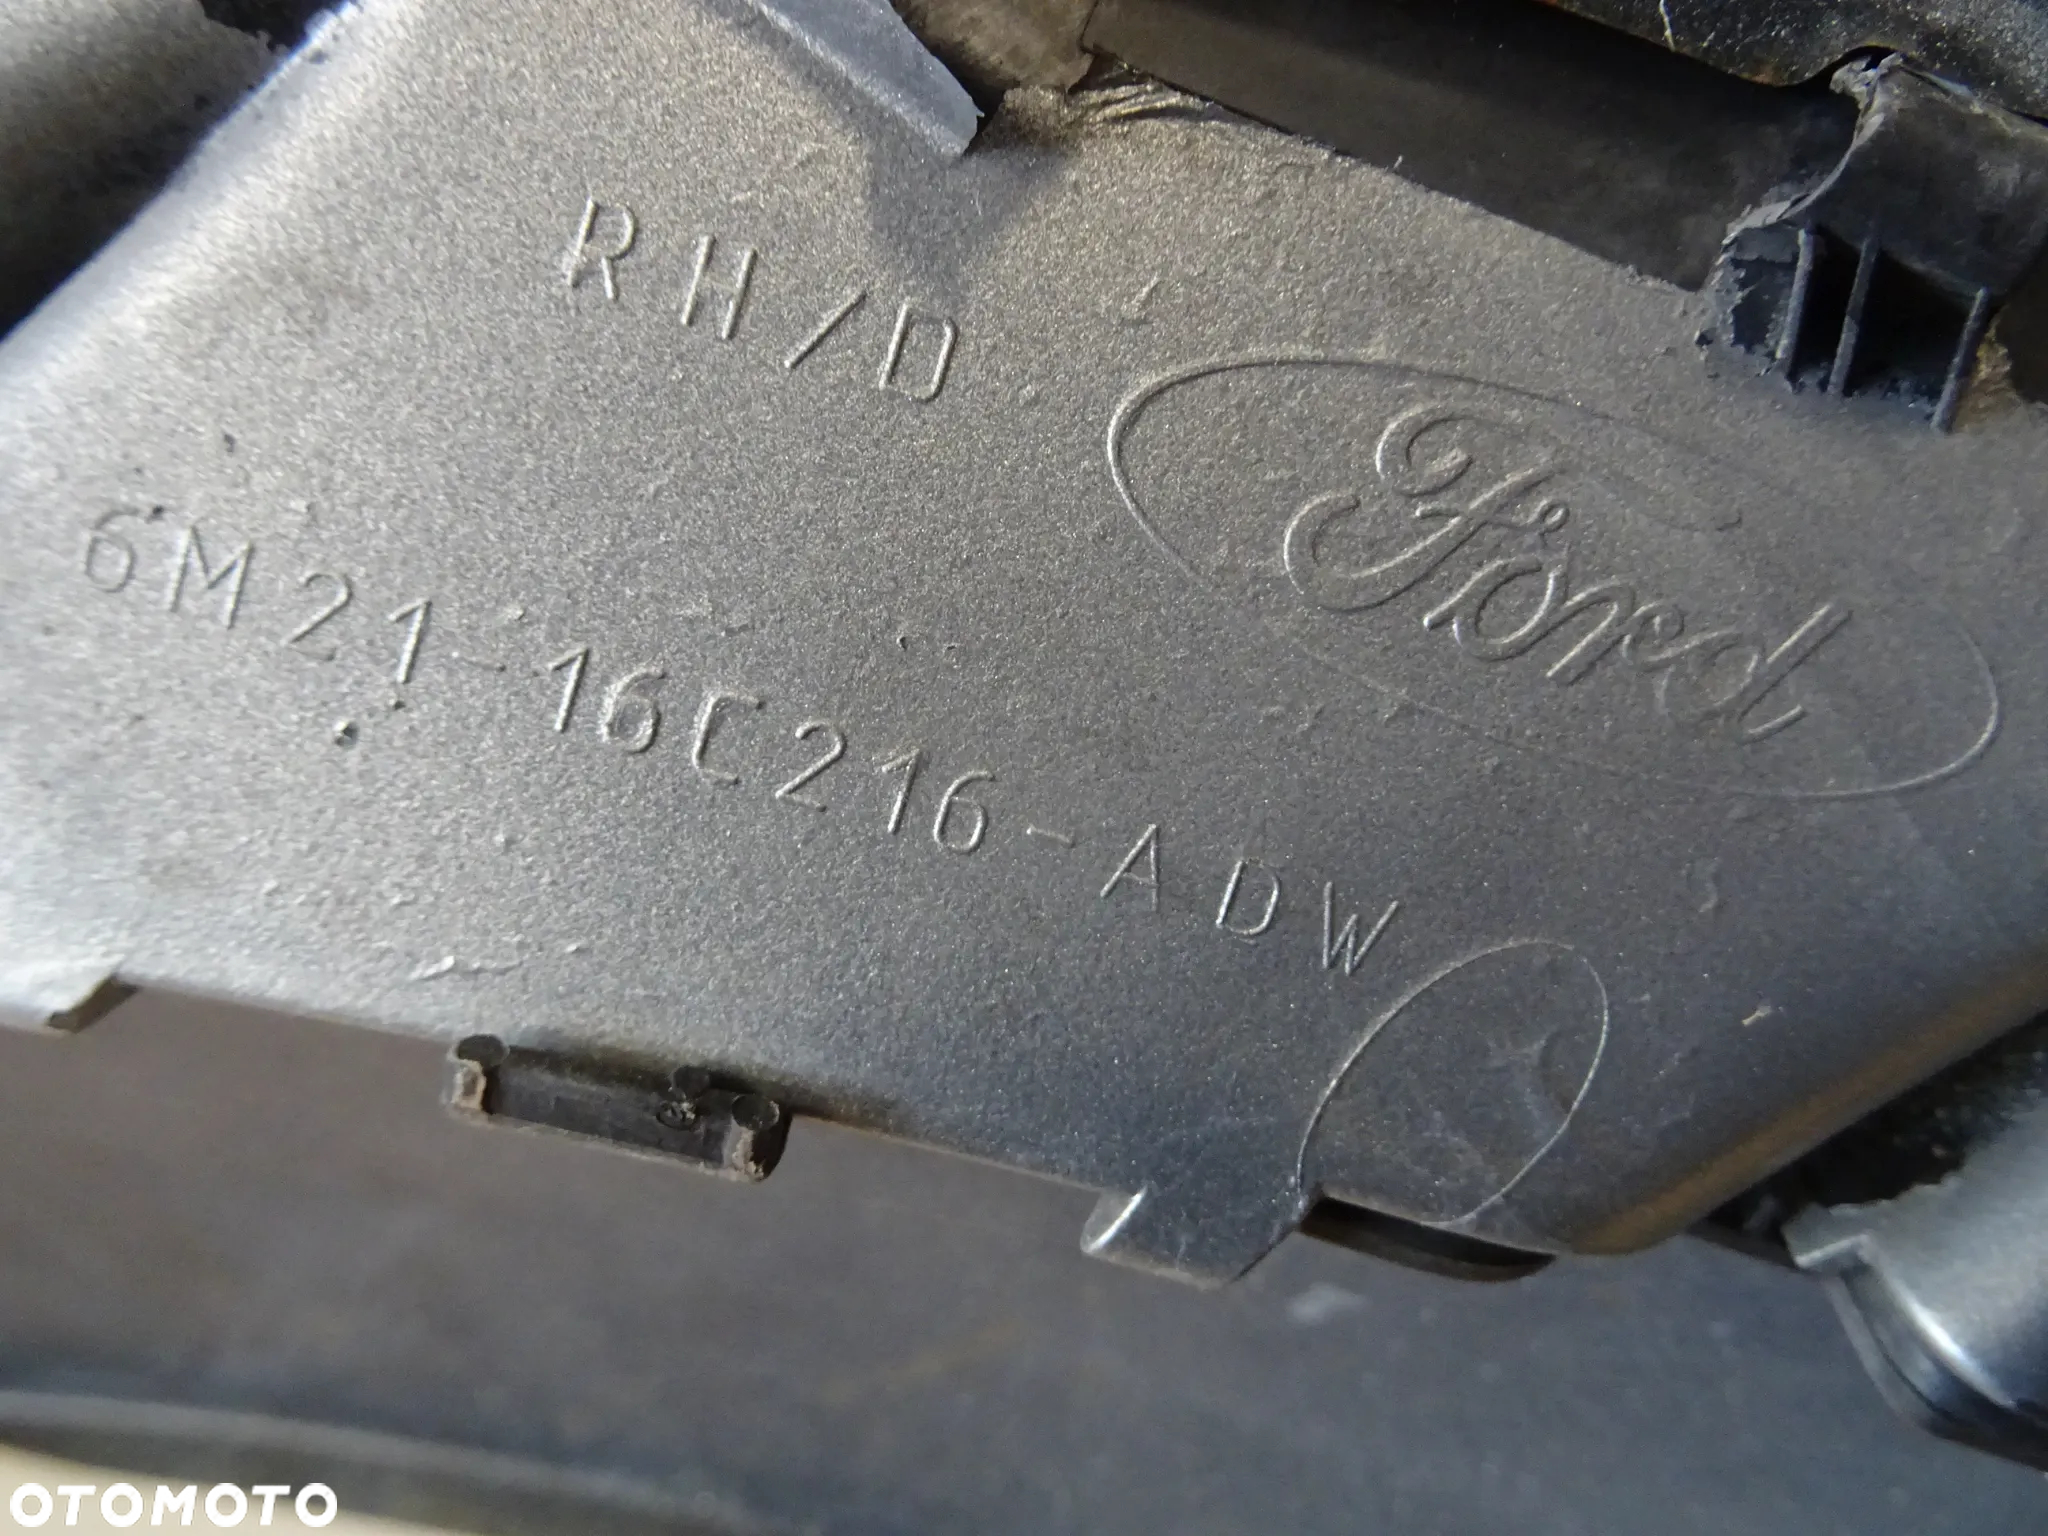 RH/D
Ford
6M21-16C216-ADW
OTOMOTO